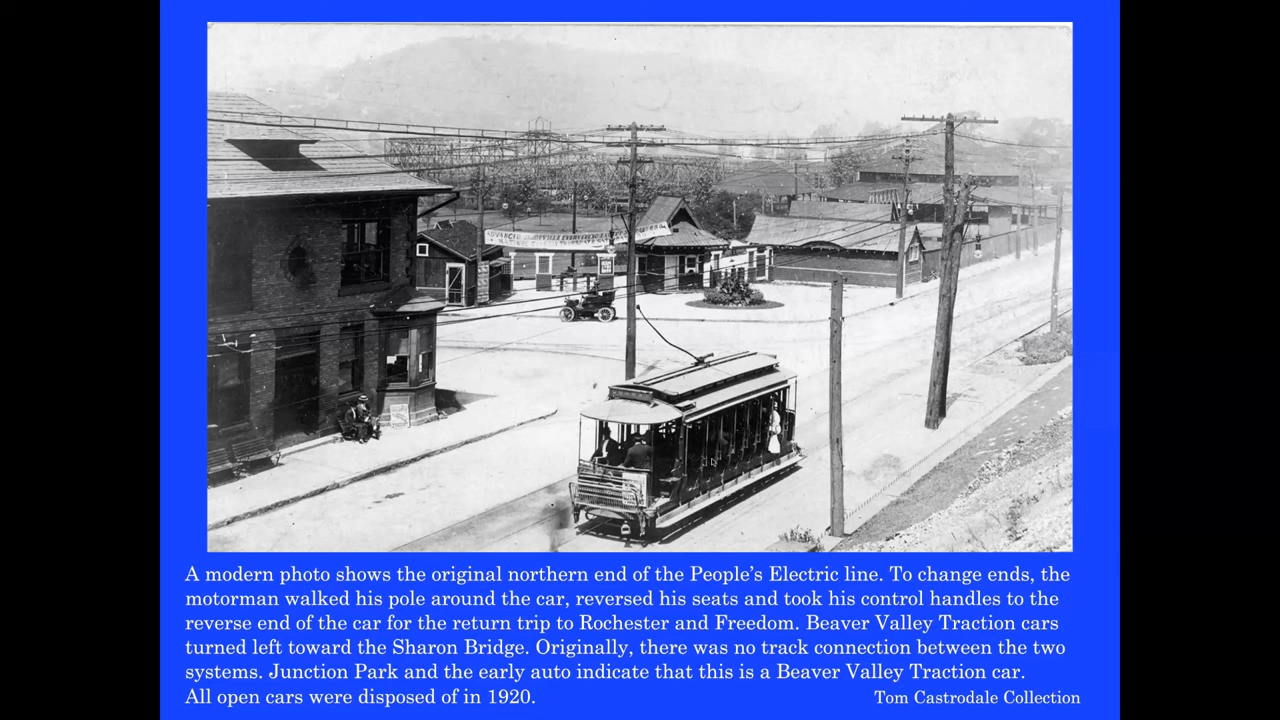 ADVANCED VAUDEVILLE
A modern photo shows the original northern end of the People's Electric line. To change ends, the
motorman walked his pole around the car, reversed his seats and took his control handles to the
reverse end of the car for the return trip to Rochester and Freedom. Beaver Valley Traction cars
turned left toward the Sharon Bridge. Originally, there was no track connection between the two
systems. Junction Park and the early auto indicate that this is a Beaver Valley Traction car.
All open cars were disposed of in 1920.
Tom Castrodale Collection